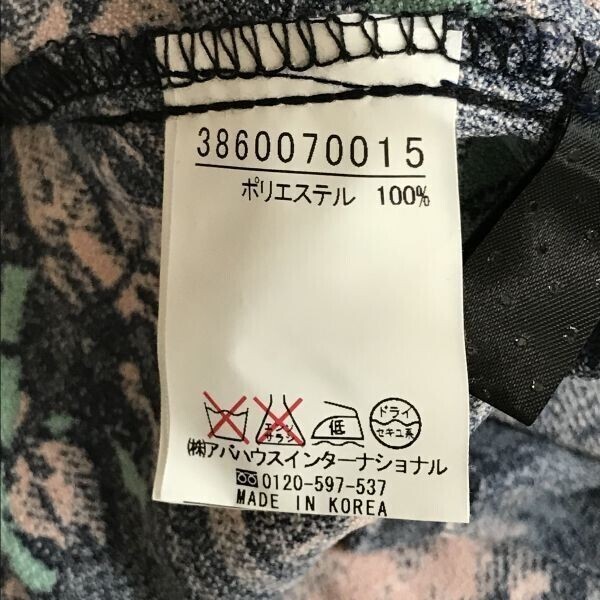 3860070015
ポリエステル 100%
エンソ
サラシ
低
ドライ
セキユ系
(株)アバハウスインターナショナル
0120-597-537
MADE IN KOREA